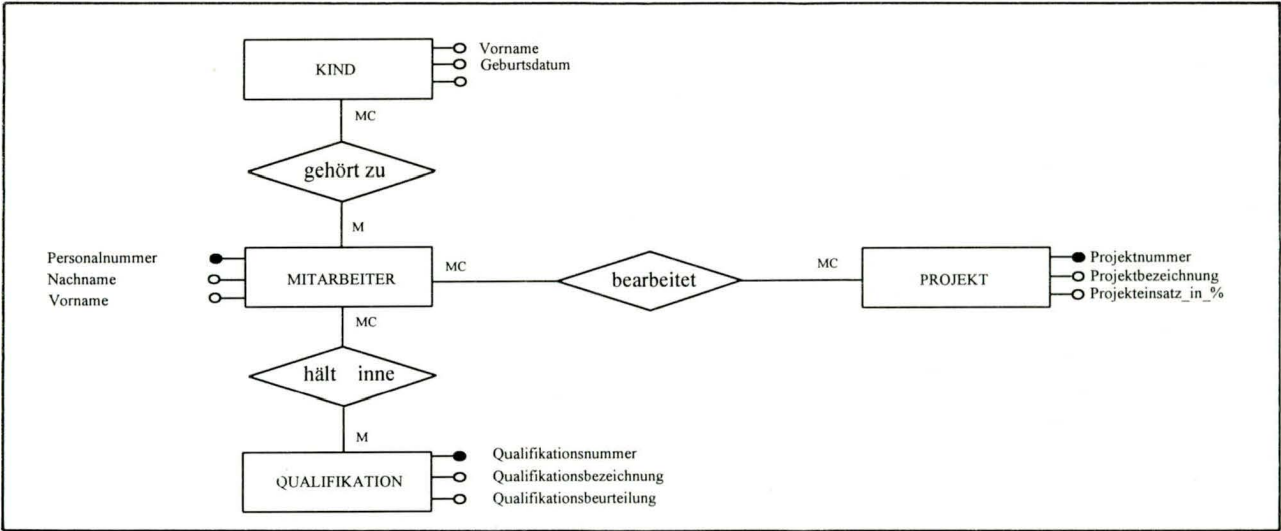 KIND
Vorname
Geburtsdatum
MC
gehört zu
M
Personalnummer
Nachname
Vorname
MITARBEITER
MC
bearbeitet
MC
PROJEKT
Projektnummer
Projektbezeichnung
Projekteinsatz_in_%
MC
hält inne
M
QUALIFIKATION
Qualifikationsnummer
Qualifikationsbezeichnung
Qualifikationsbeurteilung